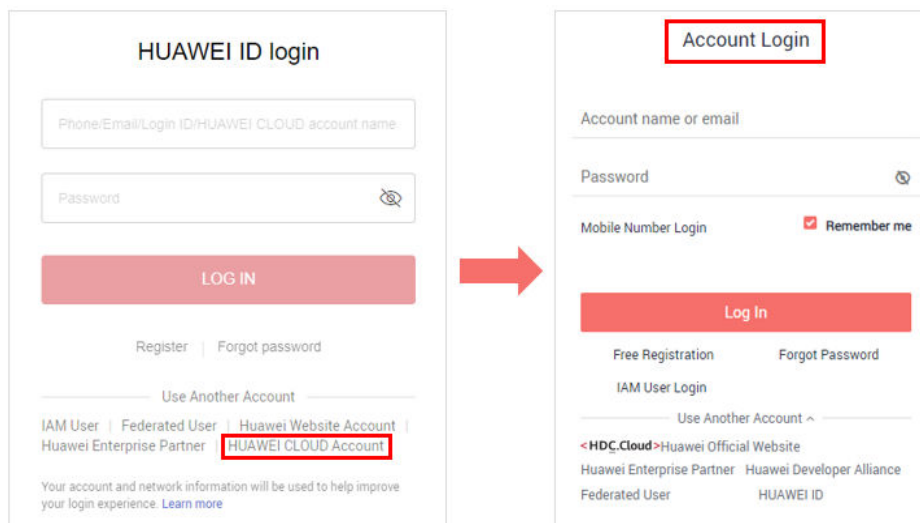 HUAWEI ID login
Phone/Email/Login ID/HUAWEI CLOUD account name
Password
LOG IN
Register | Forgot password
Use Another Account
IAM User | Federated User | Huawei Website Account |
Huawei Enterprise Partner | HUAWEI CLOUD Account
Your account and network information will be used to help improve
your login experience. Learn more
Account Login
Account name or email
Password
Mobile Number Login Remember me
Log In
Free Registration Forgot Password
IAM User Login
Use Another Account
<HDC.Cloud>Huawei Official Website
Huawei Enterprise Partner Huawei Developer Alliance
Federated User HUAWEI ID